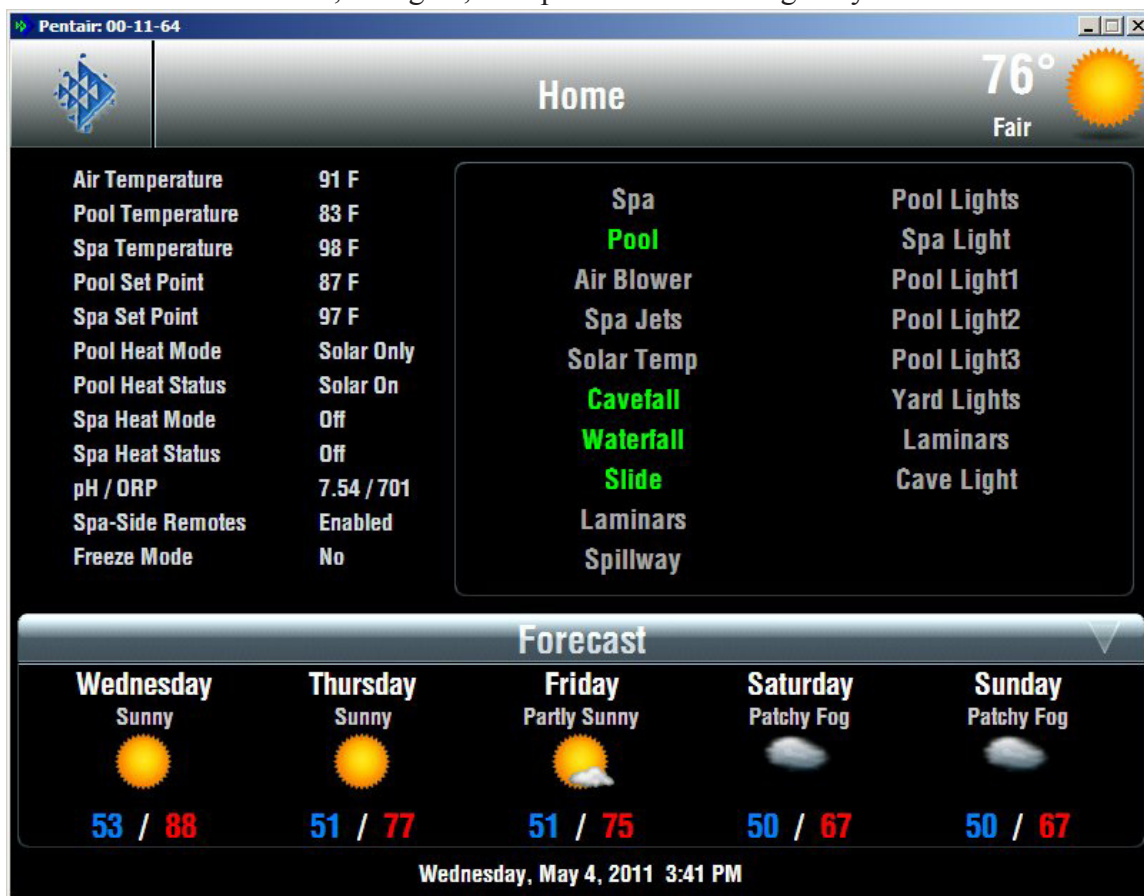 Pentair: 00-11-64
Home
76°
Fair
Air Temperature 91 F
Pool Temperature 83 F
Spa Temperature 98 F
Pool Set Point 87 F
Spa Set Point 97 F
Pool Heat Mode Solar Only
Pool Heat Status Solar On
Spa Heat Mode Off
Spa Heat Status Off
pH / ORP 7.54 / 701
Spa-Side Remotes Enabled
Freeze Mode No
Spa
Pool
Air Blower
Spa Jets
Solar Temp
Cavefall
Waterfall
Slide
Laminars
Spillway
Pool Lights
Spa Light
Pool Light1
Pool Light2
Pool Light3
Yard Lights
Laminars
Cave Light
Forecast
Wednesday
Sunny
53 / 88
Thursday
Sunny
51 / 77
Friday
Partly Sunny
51 / 75
Saturday
Patchy Fog
50 / 67
Sunday
Patchy Fog
50 / 67
Wednesday, May 4, 2011 3:41 PM